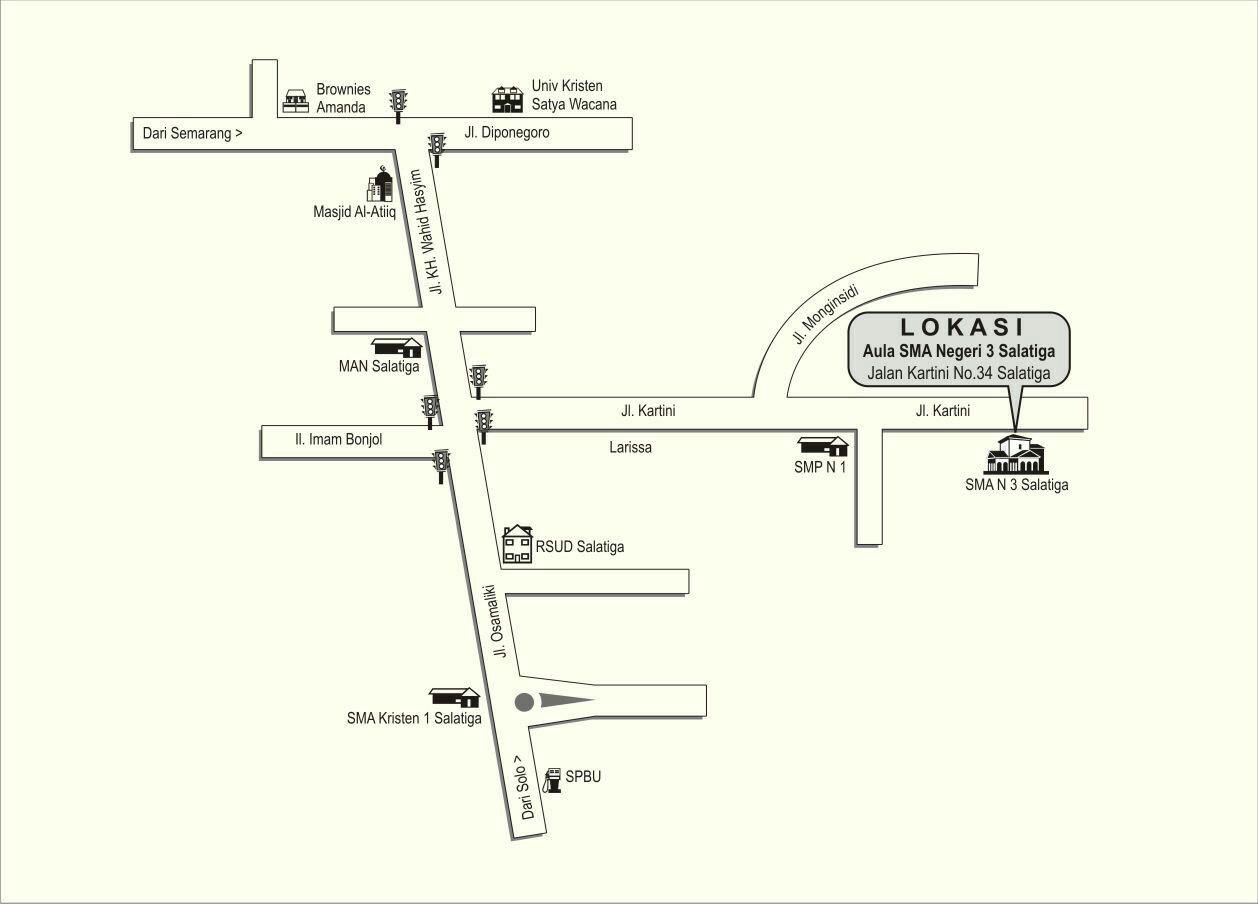 Brownies
Amanda
Univ Kristen
Satya Wacana
Dari Semarang >
Jl. Diponegoro
Masjid Al-Atiiq
Jl. KH. Wahid Hasyim
Jl. Monginsidi
LOKASI
Aula SMA Negeri 3 Salatiga
Jalan Kartini No.34 Salatiga
MAN Salatiga
Jl. Kartini
Jl. Kartini
Il. Imam Bonjol
Larissa
SMP N 1
SMA N 3 Salatiga
RSUD Salatiga
Jl. Osamaliki
SMA Kristen 1 Salatiga
Dari Solo >
SPBU